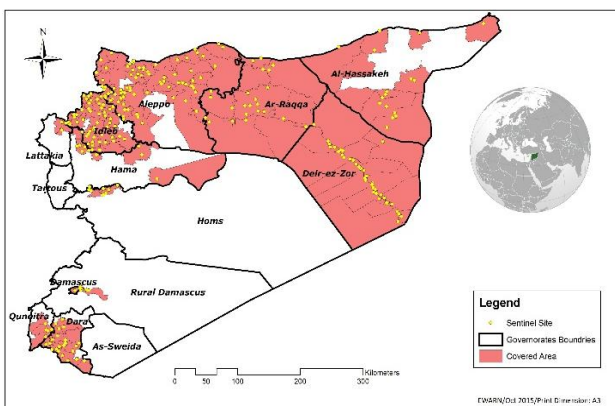 N
Al-Hassakeh
Aleppo
Ar-Raqqa
Idleb
Lattakia
Hama
Deir-ez-Zor
Tartous
Homs
Damascus
Rural Damascus
Qunaitra
Dara
As-Sweida
Legend
Sentinel Site
Governorates Boundries
Covered Area
0 50 100 200 300
Kilometers
EWARN/Oct 2015/Print Dimension: A3